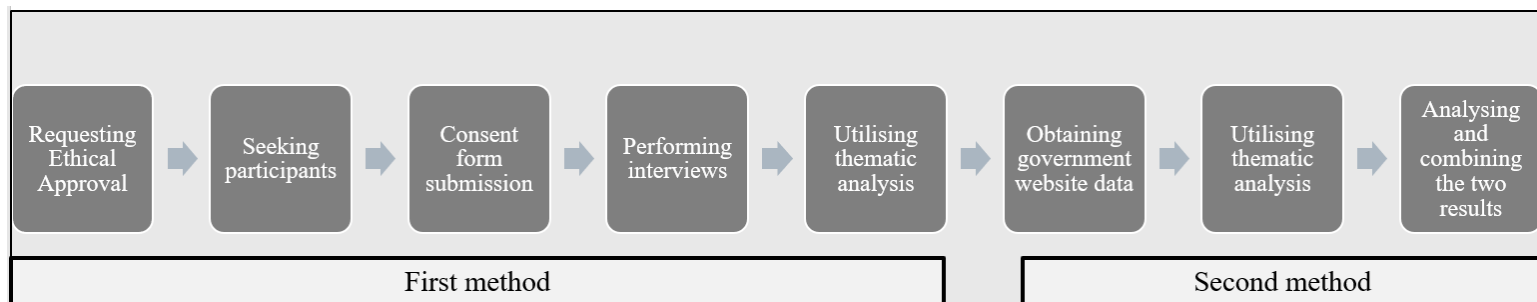 Requesting
Ethical
Approval
Seeking
participants
Consent
form
submission
Performing
interviews
Utilising
thematic
analysis
Obtaining
government
website data
Utilising
thematic
analysis
Analysing
and
combining
the two
results
First method
Second method